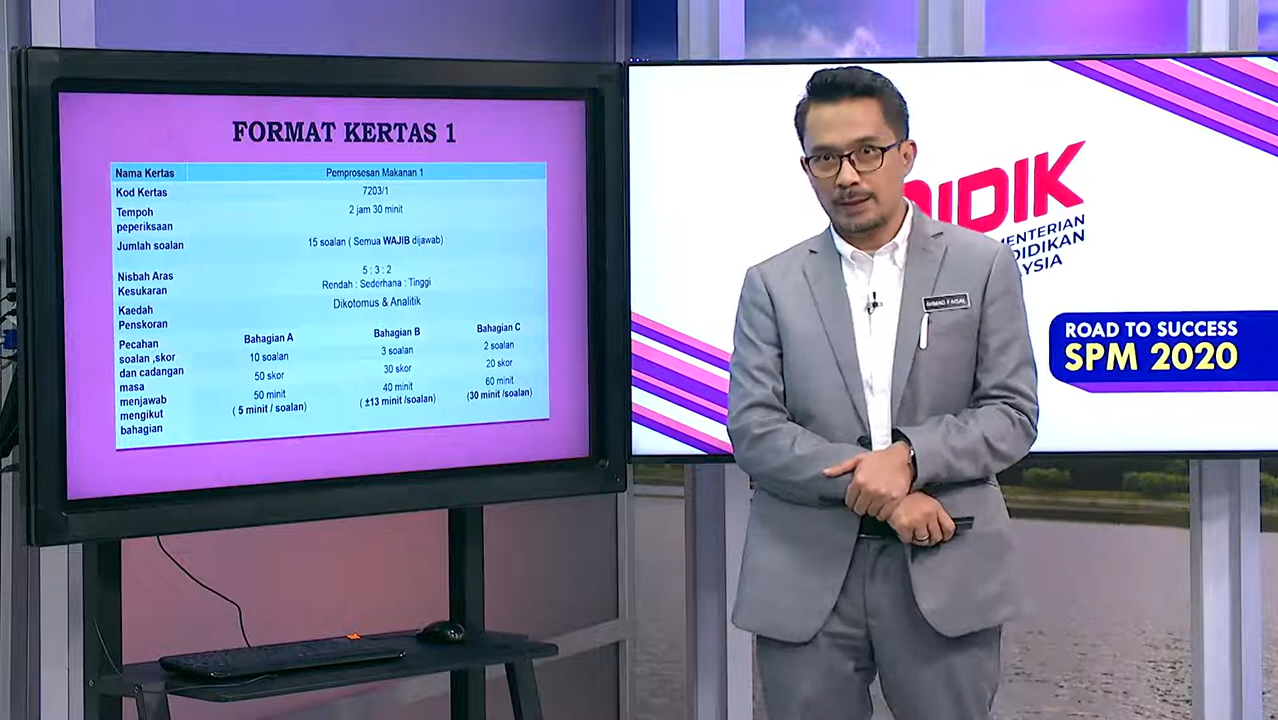 FORMAT KERTAS 1
Nama Kertas Pemprosesan Makanan 1
Kod Kertas 7203/1
Tempoh peperiksaan 2 jam 30 minit
Jumlah soalan 15 soalan ( Semua WAJIB dijawab)
Nisbah Aras Kesukaran 5 : 3 : 2
Rendah : Sederhana : Tinggi
Kaedah Penskoran Dikotomus & Analitik
Pecahan soalan ,skor dan cadangan masa menjawab mengikut bahagian
Bahagian A Bahagian B Bahagian C
10 soalan 3 soalan 2 soalan
50 skor 30 skor 20 skor
50 minit 40 minit 60 minit
( 5 minit / soalan) ( ±13 minit /soalan) (30 minit /soalan)
DIDIK
MENTERIAN
DIDIKAN
YSIA
ROAD TO SUCCESS
SPM 2020